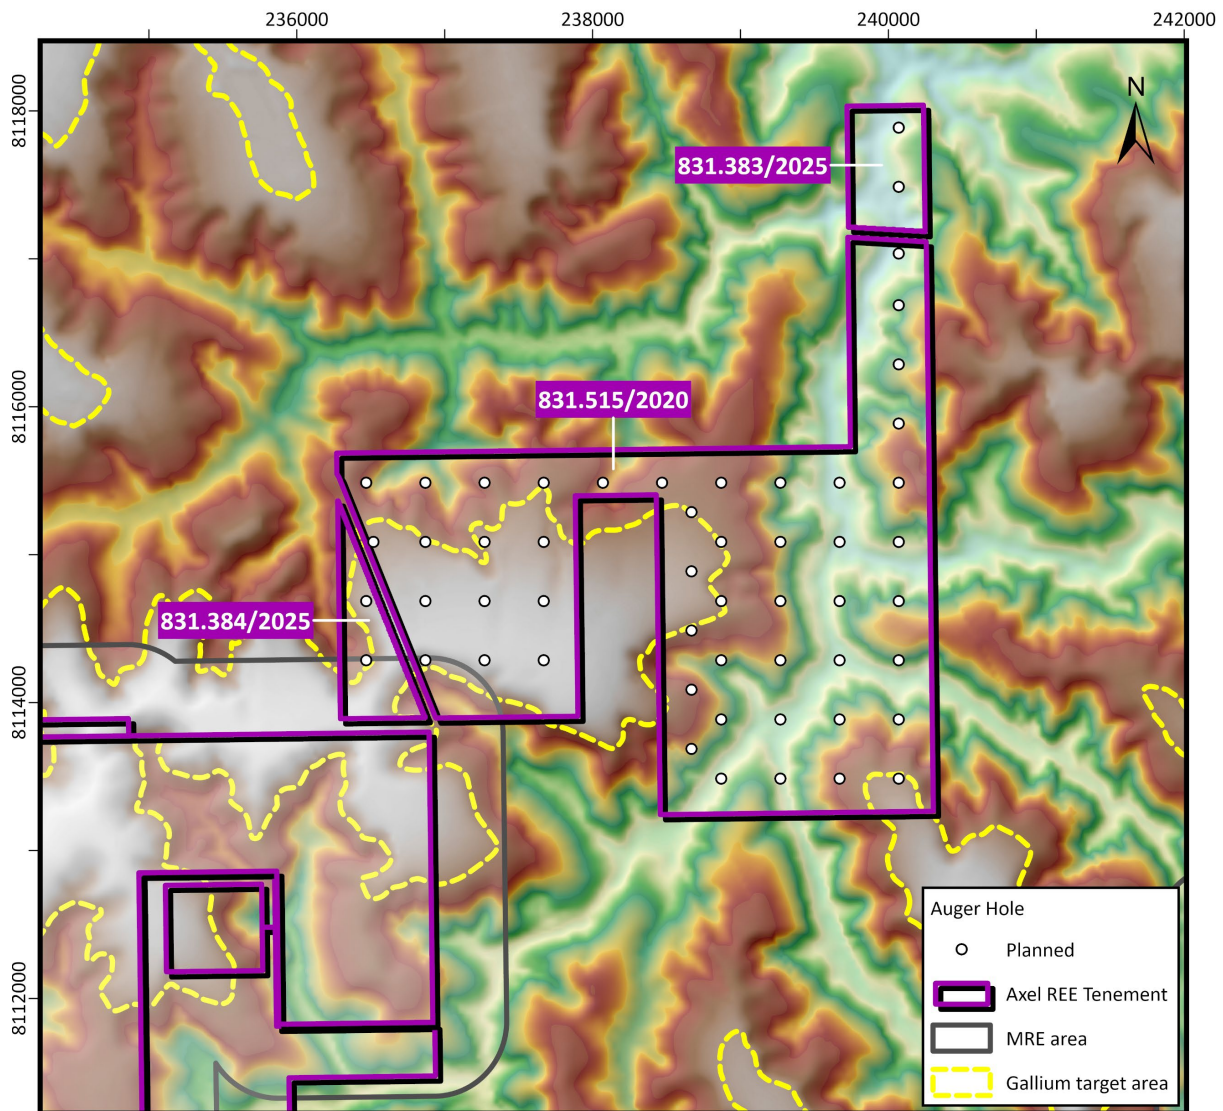 236000
238000
240000
242000
8118000
8116000
8114000
8112000
N
831.383/2025
831.515/2020
831.384/2025
Auger Hole
Planned
Axel REE Tenement
MRE area
Gallium target area